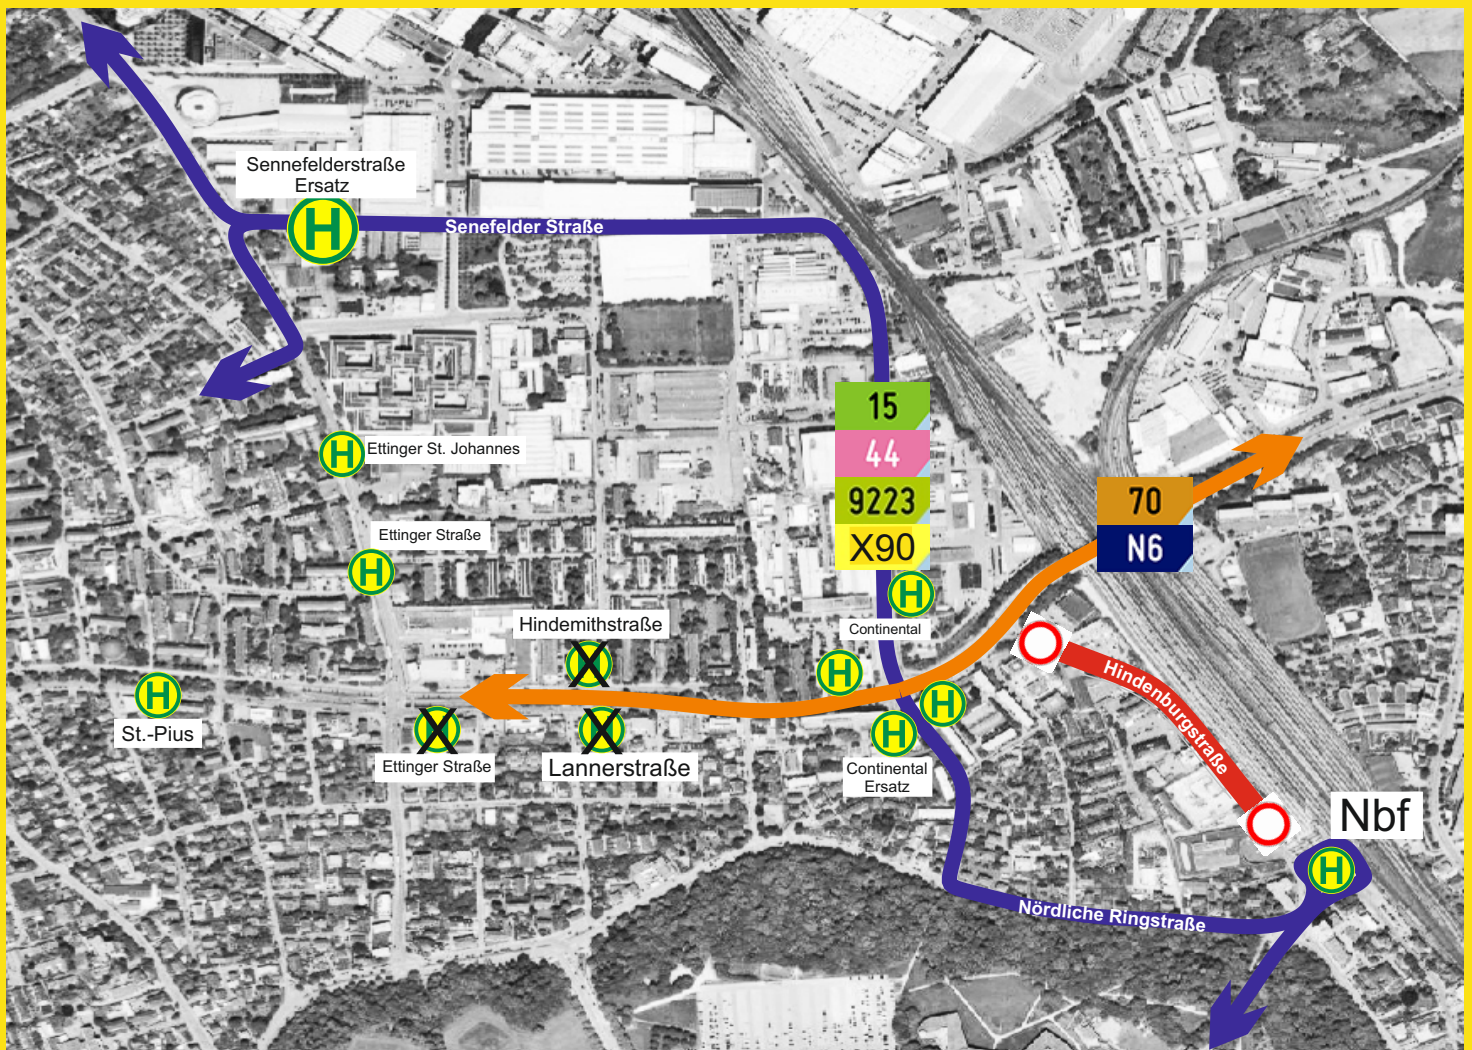 Sennefelderstraße
Ersatz
H
Senefelder Straße
15
44
9223
X90
H
Ettinger St. Johannes
70
N6
Ettinger Straße
H
H
Continental
Hindemithstraße
H
Hindenburgstraße
H
St.-Pius
H
H
Continental
Ersatz
Ettinger Straße
Lannerstraße
Nbf
H
Nördliche Ringstraße